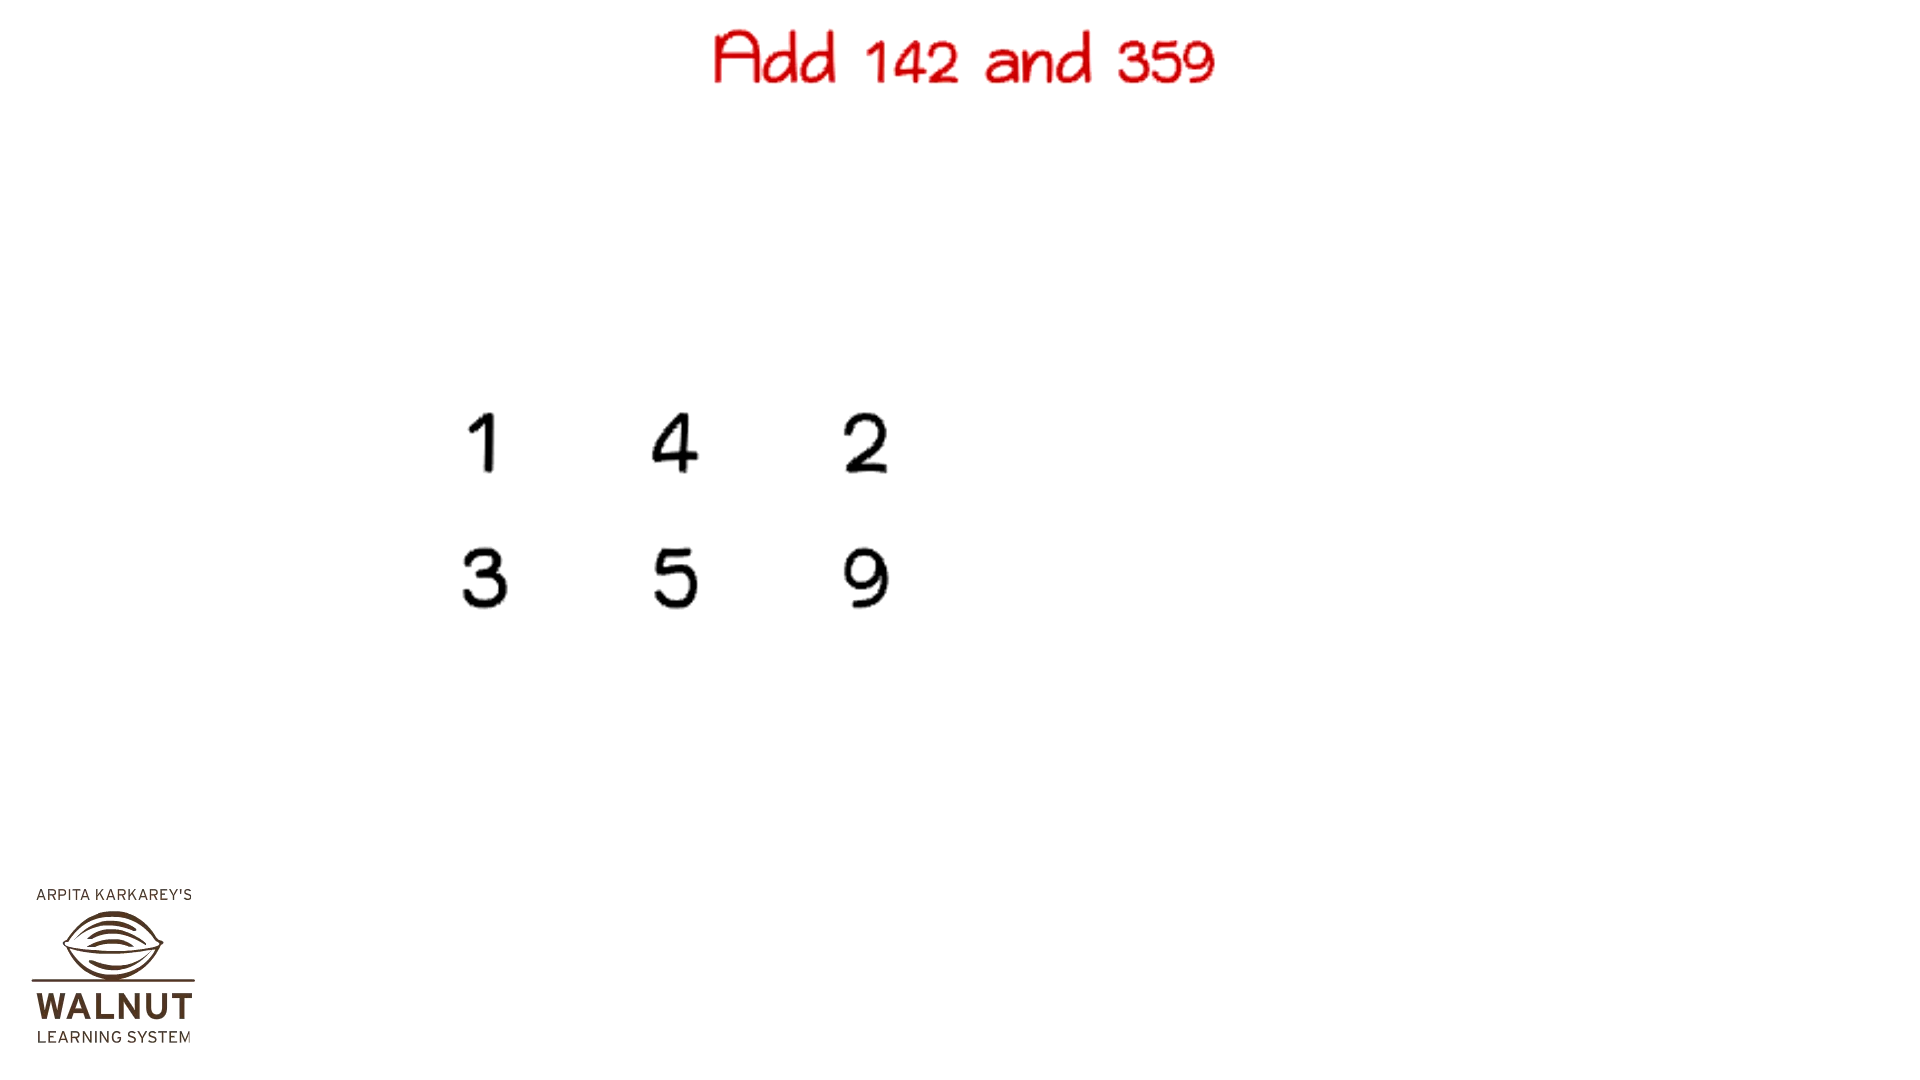 Add 142 and 359
1 4 2
3 5 9
ARPITA KARKAREY'S
WALNUT
LEARNING SYSTEM